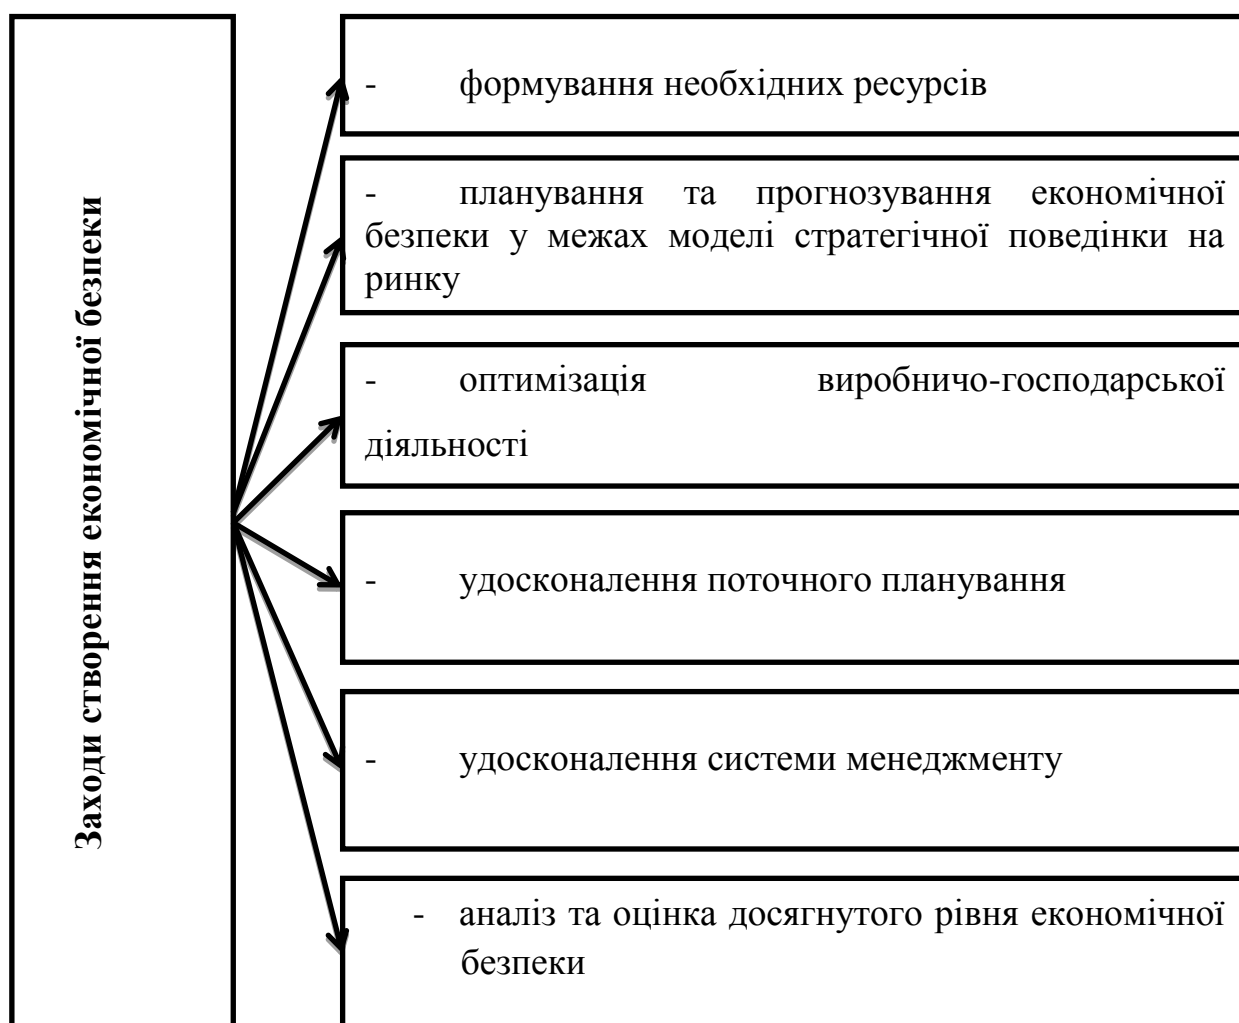 Заходи створення економічної безпеки
- формування необхідних ресурсів
- планування та прогнозування економічної
безпеки у межах моделі стратегічної поведінки на
ринку
- оптимізація виробничо-господарської
діяльності
- удосконалення поточного планування
- удосконалення системи менеджменту
- аналіз та оцінка досягнутого рівня економічної
безпеки